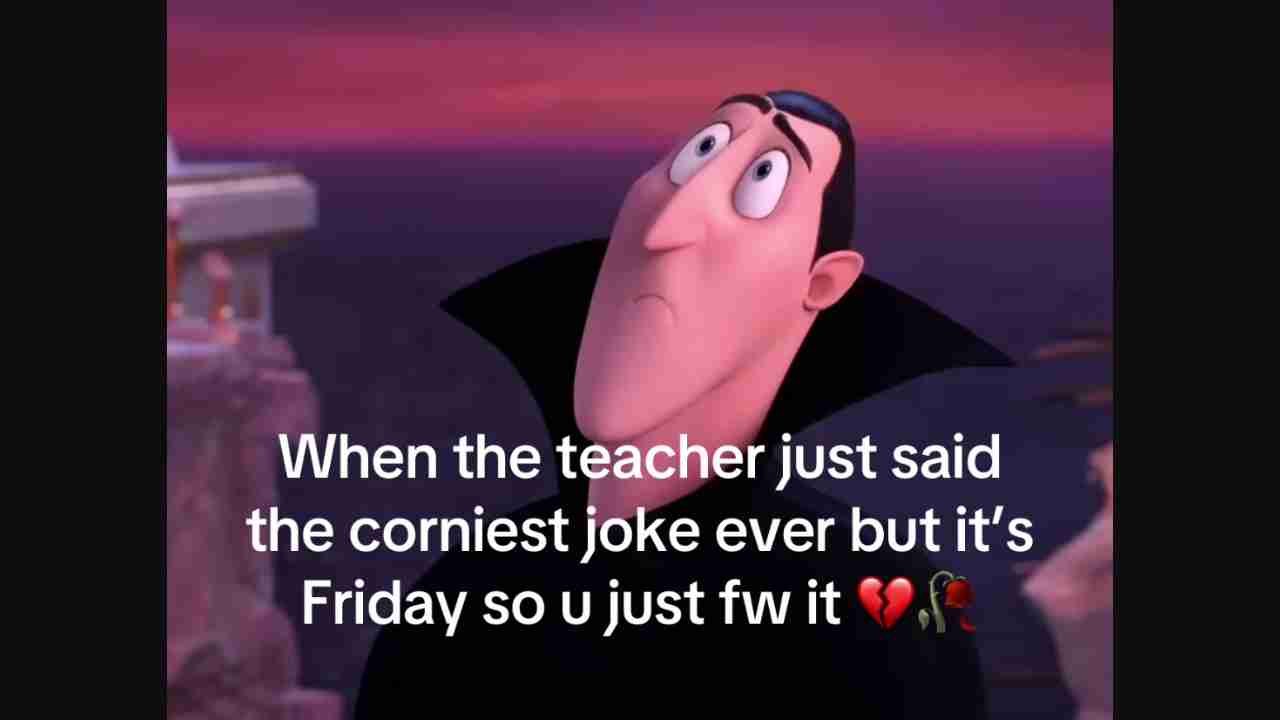 When the teacher just said
the corniest joke ever but it’s
Friday so u just fw it 💔🥀